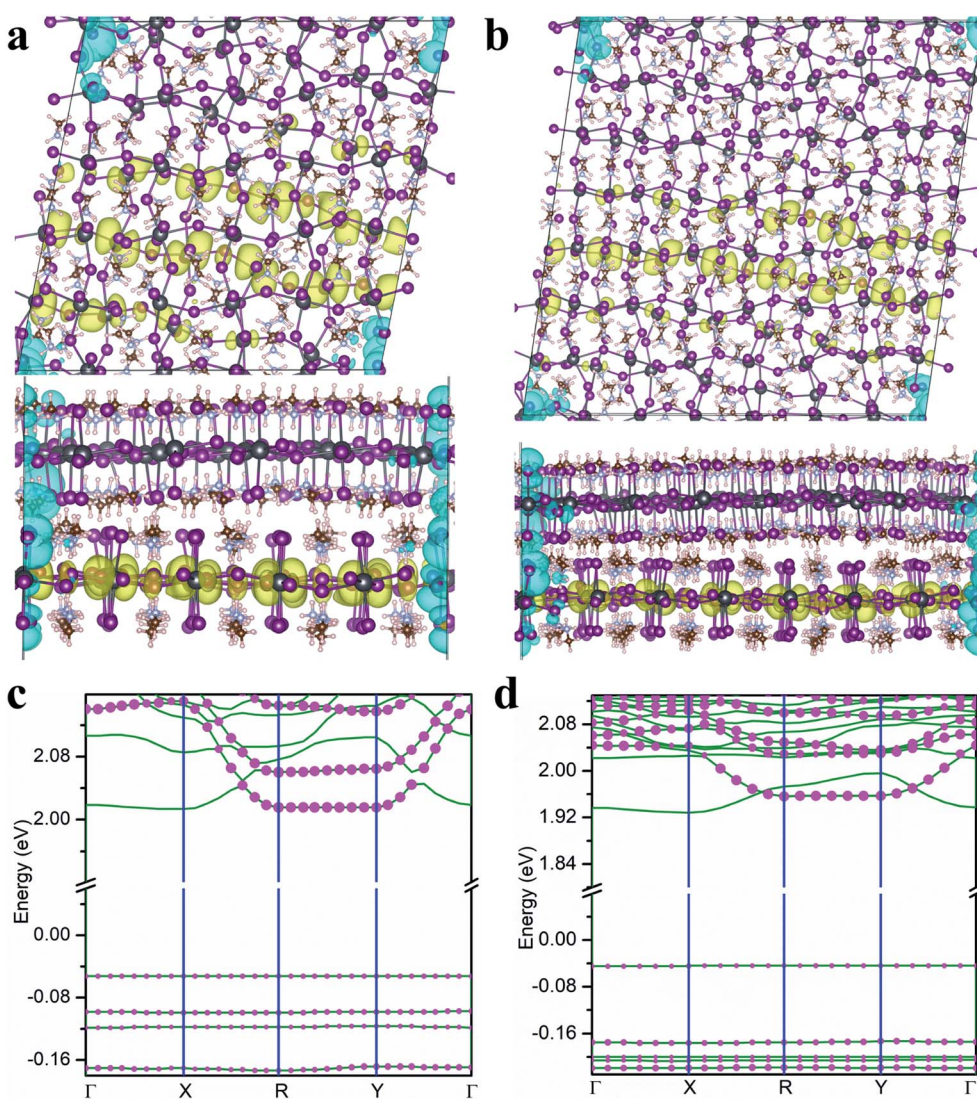 a
b
c
d
2.08
2.00
0.00
-0.08
-0.16
Energy (eV)
Γ X R Y Γ
2.08
2.00
1.92
1.84
0.00
-0.08
-0.16
Energy (eV)
Γ X R Y Γ